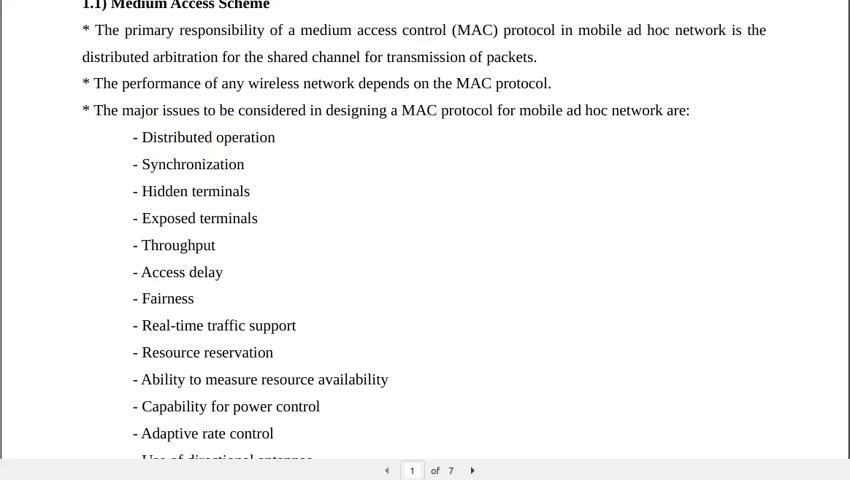 1.1) Medium Access Scheme
* The primary responsibility of a medium access control (MAC) protocol in mobile ad hoc network is the
distributed arbitration for the shared channel for transmission of packets.
* The performance of any wireless network depends on the MAC protocol.
* The major issues to be considered in designing a MAC protocol for mobile ad hoc network are:
- Distributed operation
- Synchronization
- Hidden terminals
- Exposed terminals
- Throughput
- Access delay
- Fairness
- Real-time traffic support
- Resource reservation
- Ability to measure resource availability
- Capability for power control
- Adaptive rate control
- Use of directional antennas
1 of 7